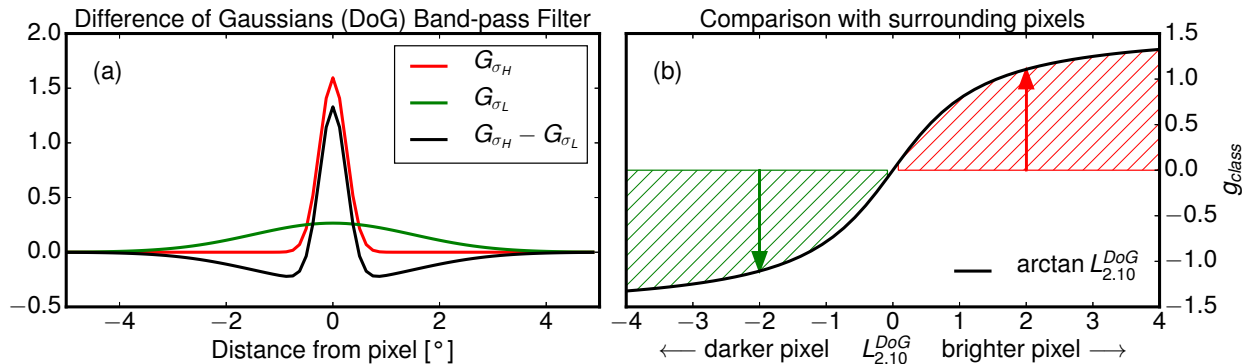 Difference of Gaussians (DoG) Band-pass Filter
(a)
G_{σ_H}
G_{σ_L}
G_{σ_H} − G_{σ_L}
2.0
1.5
1.0
0.5
0.0
−0.5
−4 −2 0 2 4
Distance from pixel [°]
Comparison with surrounding pixels
(b)
1.5
1.0
0.5
0.0
−0.5
−1.0
−1.5
g_{class}
arctan L^{DoG}_{2.10}
−4 −3 −2 −1 0 1 2 3 4
⟵ darker pixel L^{DoG}_{2.10} brighter pixel ⟶